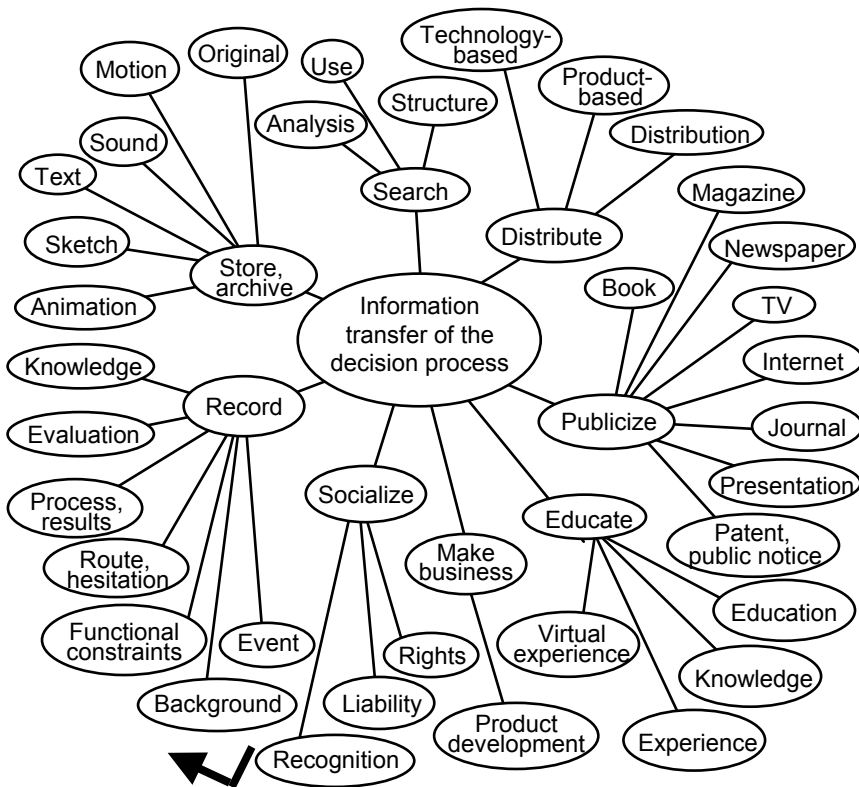 Technology-
based
Original
Motion
Use
Product-
based
Structure
Analysis
Distribution
Sound
Text
Search
Magazine
Distribute
Sketch
Newspaper
Store,
archive
Book
Animation
Information
transfer of the
decision process
TV
Knowledge
Internet
Record
Publicize
Evaluation
Journal
Socialize
Presentation
Process,
results
Educate
Patent,
public notice
Make
business
Route,
hesitation
Education
Functional
constraints
Event
Rights
Virtual
experience
Knowledge
Background
Liability
Product
development
Experience
Recognition